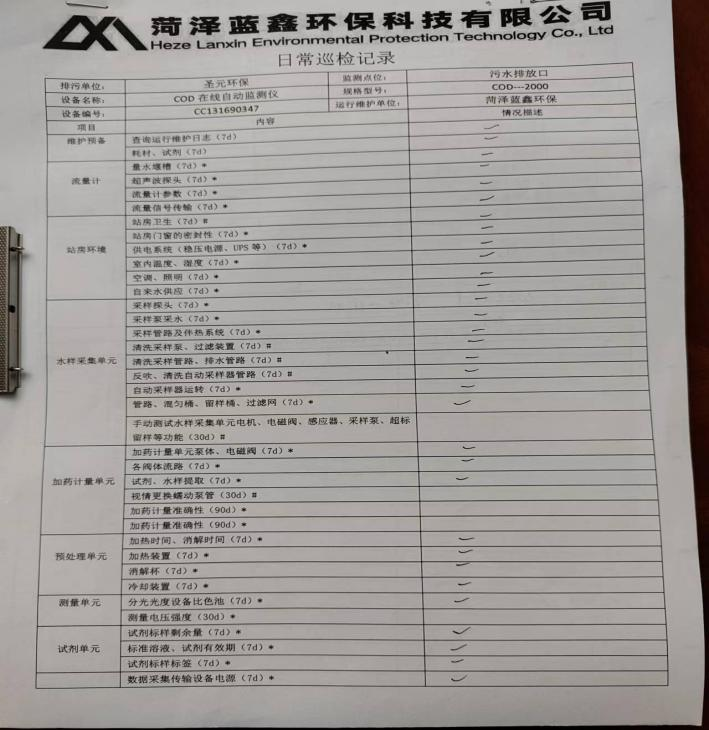 菏泽蓝鑫环保科技有限公司
Heze Lanxin Environmental Protection Technology Co., Ltd
日常巡检记录
排污单位： 圣元环保 监测点位： 污水排放口
设备名称： COD 在线自动监测仪 规格型号： COD---2000
设备编号： CC131690347 运行维护单位： 菏泽蓝鑫环保
项目 内容 情况描述
维护预备 查询运行维护日志（7d）
耗材、试剂（7d）
流量计 量水堰槽（7d）*
超声波探头（7d）*
流量计参数（7d）*
流量信号传输（7d）*
站房环境 站房卫生（7d）#
站房门窗的密封性（7d）*
供电系统（稳压电源、UPS 等）（7d）*
室内温度、湿度（7d）*
空调、照明（7d）*
自来水供应（7d）*
水样采集单元 采样探头（7d）*
采样泵采水（7d）*
采样管路及伴热系统（7d）*
清洗采样泵、过滤装置（7d）#
清洗采样管路、排水管路（7d）#
反吹、清洗自动采样器管路（7d）#
自动采样器运转（7d）*
管路、混匀桶、留样桶、过滤网（7d）*
手动测试水样采集单元电机、电磁阀、感应器、采样泵、超标
留样等功能（30d）#
加药计量单元 加药计量单元泵体、电磁阀（7d）*
各阀体流路（7d）*
试剂、水样提取（7d）*
视情更换蠕动泵管（30d）#
加药计量准确性（90d）*
加药计量准确性（90d）*
预处理单元 加热时间、消解时间（7d）*
加热装置（7d）*
消解杯（7d）*
冷却装置（7d）*
测量单元 分光光度设备比色池（7d）*
测量电压强度（30d）*
试剂单元 试剂标样剩余量（7d）*
标准溶液、试剂有效期（7d）*
试剂标样标签（7d）*
数据采集传输设备电源（7d）*